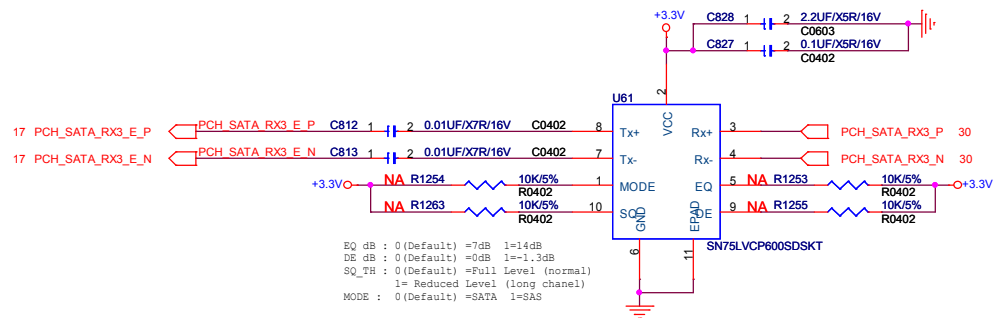 +3.3V C828 1 2 2.2UF/X5R/16V
C0603
C827 1 2 0.1UF/X5R/16V
C0402
U61
2
VCC
17 PCH_SATA_RX3_E_P PCH_SATA_RX3_E_P C812 1 2 0.01UF/X7R/16V C0402 8 Tx+ Rx+ 3 PCH_SATA_RX3_P 30
17 PCH_SATA_RX3_E_N PCH_SATA_RX3_E_N C813 1 2 0.01UF/X7R/16V C0402 7 Tx- Rx- 4 PCH_SATA_RX3_N 30
+3.3V NA R1254 10K/5% 1 MODE EQ 5 NA R1253 10K/5% +3.3V
R0402 R0402
NA R1263 10K/5% 10 SQ DE 9 NA R1255 10K/5%
R0402 R0402
GND EPAD
6 11
SN75LVCP600SDSKT
EQ dB : 0(Default) =7dB 1=14dB
DE dB : 0(Default) =0dB 1=-1.3dB
SQ_TH : 0(Default) =Full Level (normal)
1= Reduced Level (long chanel)
MODE : 0(Default) =SATA 1=SAS